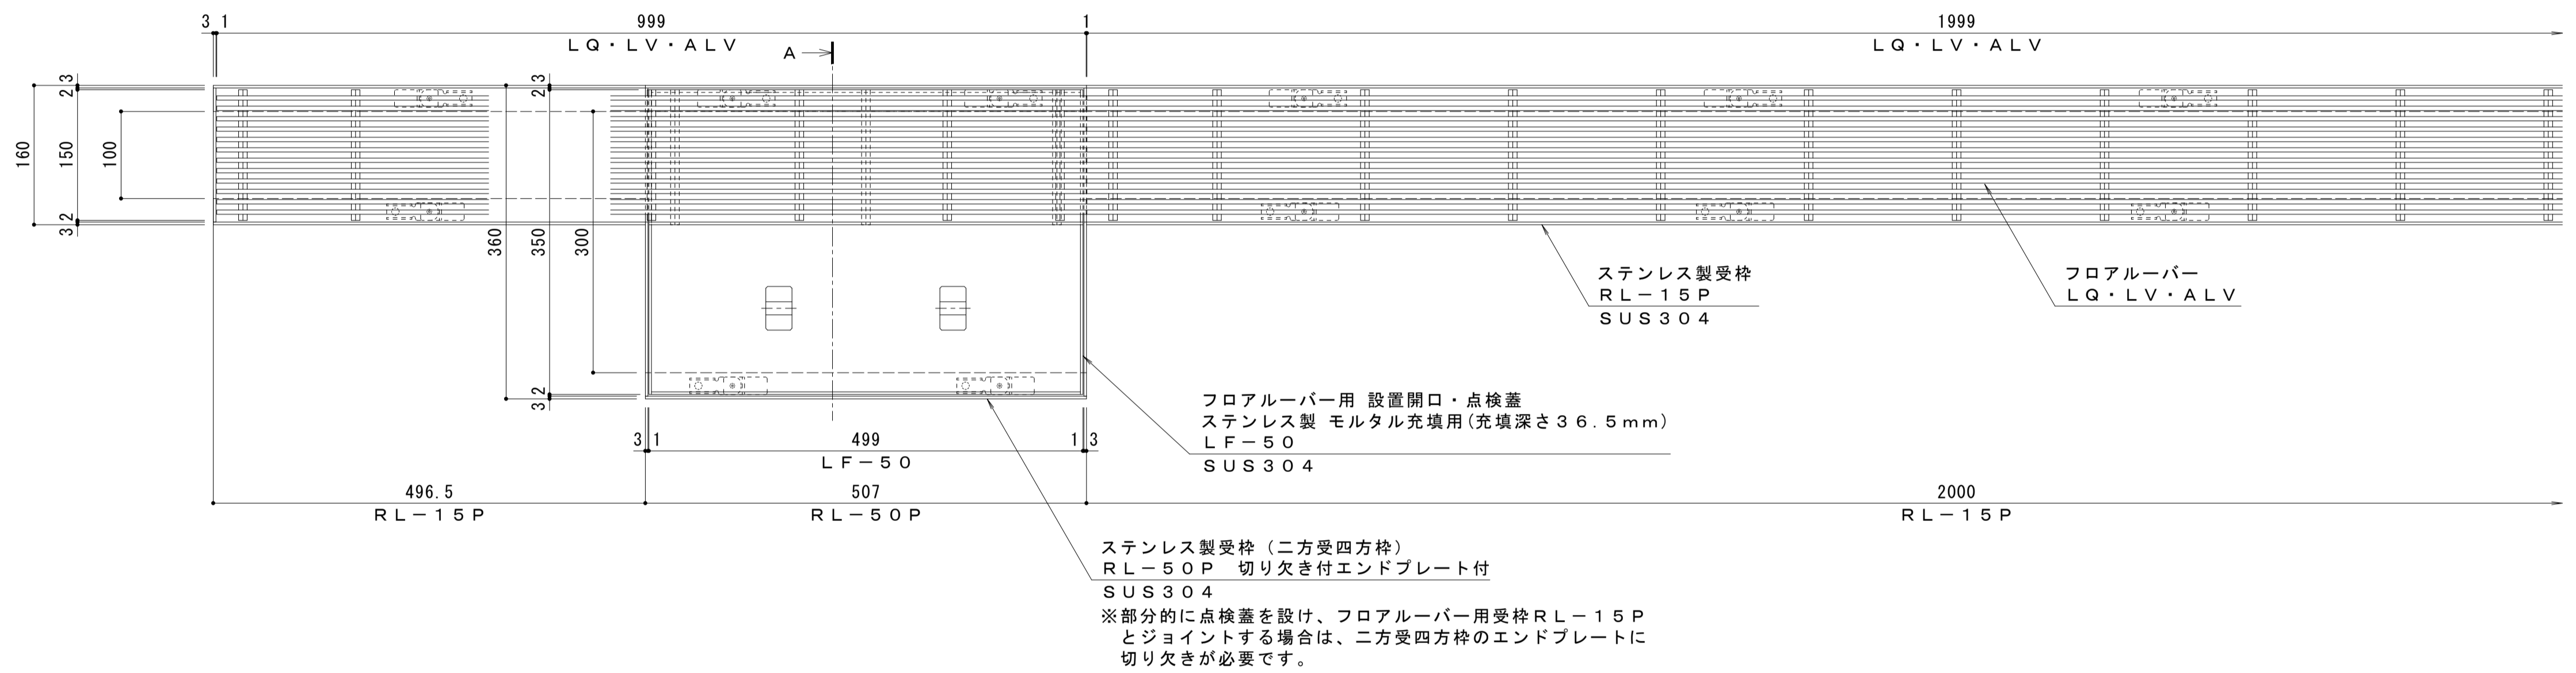 3 1 999 1 1999
LQ・LV・ALV LQ・LV・ALV
A
3 2 3 2
160 150 100
360 350 300
2 3 2 3
ステンレス製受枠
RL－15P
SUS304
フロアルーバー
LQ・LV・ALV
フロアルーバー用 設置開口・点検蓋
ステンレス製 モルタル充填用(充填深さ36.5mm)
LF－50
SUS304
3 1 499 1 3
LF－50
496.5 507 2000
RL－15P RL－50P RL－15P
ステンレス製受枠（二方受四方枠）
RL－50P　切り欠き付エンドプレート付
SUS304
※部分的に点検蓋を設け、フロアルーバー用受枠RL－15P
とジョイントする場合は、二方受四方枠のエンドプレートに
切り欠きが必要です。